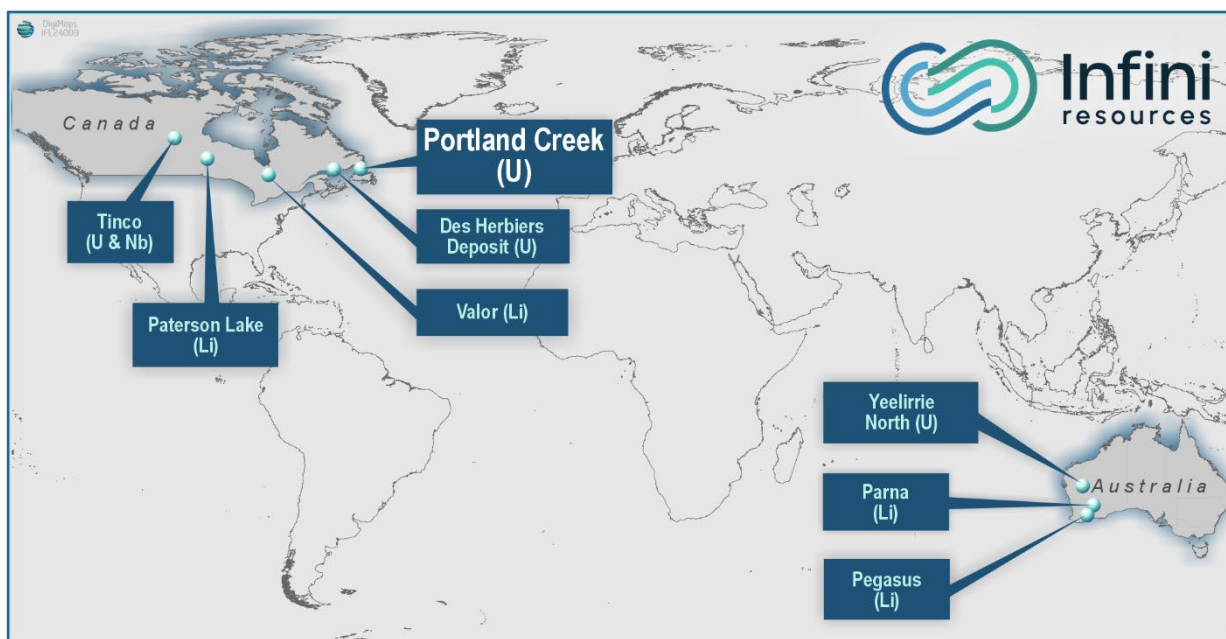 DigiMaps
IFL24009
Infini
resources
Canada
Portland Creek
(U)
Tinco
(U & Nb)
Des Herbiers
Deposit (U)
Valor (Li)
Paterson Lake
(Li)
Yeelirrie
North (U)
Australia
Parna
(Li)
Pegasus
(Li)